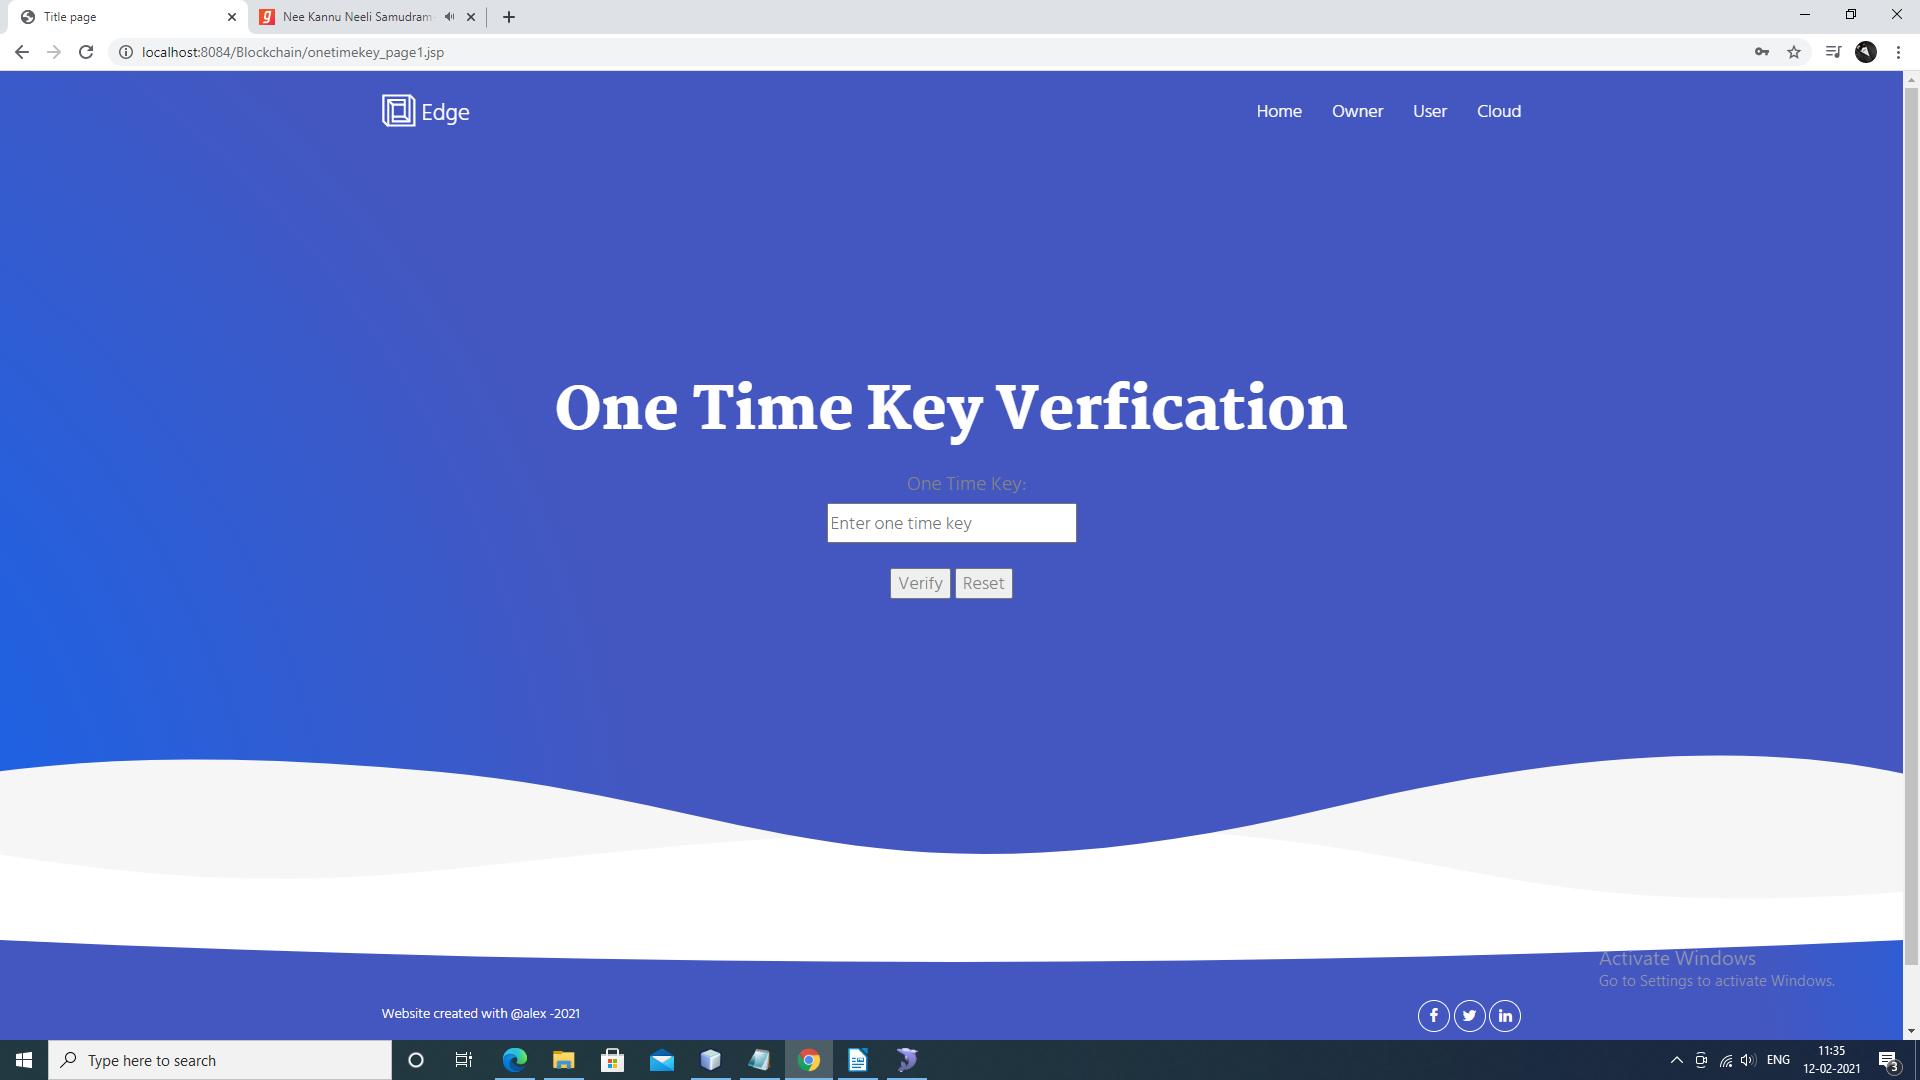 Title page
Nee Kannu Neeli Samudram
localhost:8084/Blockchain/onetimekey_page1.jsp
Edge
Home Owner User Cloud
One Time Key Verfication
One Time Key:
Enter one time key
Verify Reset
Activate Windows
Go to Settings to activate Windows.
Website created with @alex -2021
Type here to search
ENG
11:35
12-02-2021
3